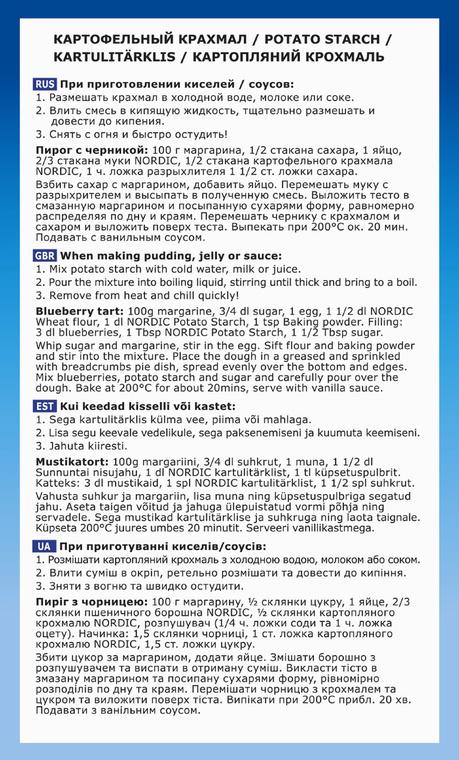 КАРТОФЕЛЬНЫЙ КРАХМАЛ / POTATO STARCH /
KARTULITÄRKLIS / КАРТОПЛЯНИЙ КРОХМАЛЬ
RUS При приготовлении киселей / соусов:
1. Размешать крахмал в холодной воде, молоке или соке.
2. Влить смесь в кипящую жидкость, тщательно размешать и
довести до кипения.
3. Снять с огня и быстро остудить!
Пирог с черникой: 100 г маргарина, 1/2 стакана сахара, 1 яйцо,
2/3 стакана муки NORDIC, 1/2 стакана картофельного крахмала
NORDIC, 1 ч. ложка разрыхлителя 1 1/2 ст. ложки сахара.
Взбить сахар с маргарином, добавить яйцо. Перемешать муку с
разрыхлителем и высыпать в полученную смесь. Выложить тесто в
смазанную маргарином и посыпанную сухарями форму, равномерно
распределяя по дну и краям. Перемешать чернику с крахмалом и
сахаром и выложить поверх теста. Выпекать при 200°С ок. 20 мин.
Подавать с ванильным соусом.
GBR When making pudding, jelly or sauce:
1. Mix potato starch with cold water, milk or juice.
2. Pour the mixture into boiling liquid, stirring until thick and bring to a boil.
3. Remove from heat and chill quickly!
Blueberry tart: 100g margarine, 3/4 dl sugar, 1 egg, 1 1/2 dl NORDIC
Wheat flour, 1 dl NORDIC Potato Starch, 1 tsp Baking powder. Filling:
3 dl blueberries, 1 Tbsp NORDIC Potato Starch, 1 1/2 Tbsp sugar.
Whip sugar and margarine, stir in the egg. Sift flour and baking powder
and stir into the mixture. Place the dough in a greased and sprinkled
with breadcrumbs pie dish, spread evenly over the bottom and edges.
Mix blueberries, potato starch and sugar and carefully pour over the
dough. Bake at 200°C for about 20mins, serve with vanilla sauce.
EST Kui keedad kisselli või kastet:
1. Sega kartulitärklis külma vee, piima või mahlaga.
2. Lisa segu keevale vedelikule, sega paksenemiseni ja kuumuta keemiseni.
3. Jahuta kiiresti.
Mustikatort: 100g margariini, 3/4 dl suhkrut, 1 muna, 1 1/2 dl
Sunnuntai nisujahu, 1 dl NORDIC kartulitärklist, 1 tl küpsetuspulbrit.
Katteks: 3 dl mustikaid, 1 spl NORDIC kartulitärklist, 1 1/2 spl suhkrut.
Vahusta suhkur ja margariin, lisa muna ning küpsetuspulbriga segatud
jahu. Aseta taigen võitud ja jahuga ülepuistatud vormi põhja ning
servadele. Sega mustikad kartulitärklise ja suhkruga ning laota taignale.
Küpseta 200°C juures umbes 20 minutit. Serveeri vanillikastmega.
UA При приготуванні киселів/соусів:
1. Розмішати картопляний крохмаль з холодною водою, молоком або соком.
2. Влити суміш в окріп, ретельно розмішати та довести до кипіння.
3. Зняти з вогню та швидко остудити.
Пиріг з чорницею: 100 г маргарину, ½ склянки цукру, 1 яйце, 2/3
склянки пшеничного борошна NORDIC, ½ склянки картопляного
крохмалю NORDIC, розпушувач (1/4 ч. ложки соди та 1 ч. ложка
оцету). Начинка: 1,5 склянки чорниці, 1 ст. ложка картопляного
крохмалю NORDIC, 1,5 ст. ложки цукру.
Збити цукор за маргарином, додати яйце. Змішати борошно з
розпушувачем та виспати в отриману суміш. Викласти тісто в
змазану маргарином та посипану сухарями форму, рівномірно
розподілів по дну та краям. Перемішати чорницю з крохмалем та
цукром та виложити поверх тіста. Випікати при 200°С прибл. 20 хв.
Подавати з ванільним соусом.